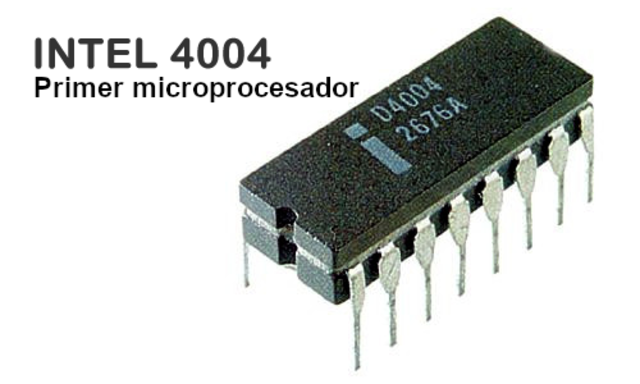 INTEL 4004
Primer microprocesador
i
D4004
2676A